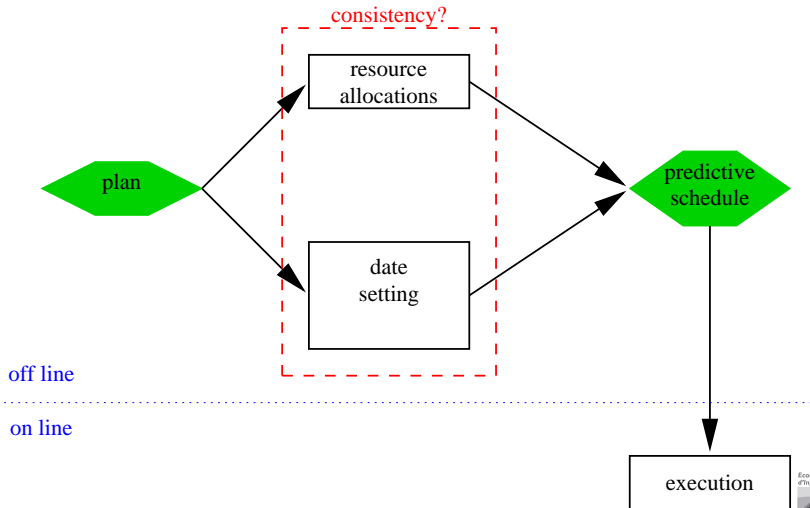 consistency?
resource
allocations
plan
predictive
schedule
date
setting
off line
on line
execution